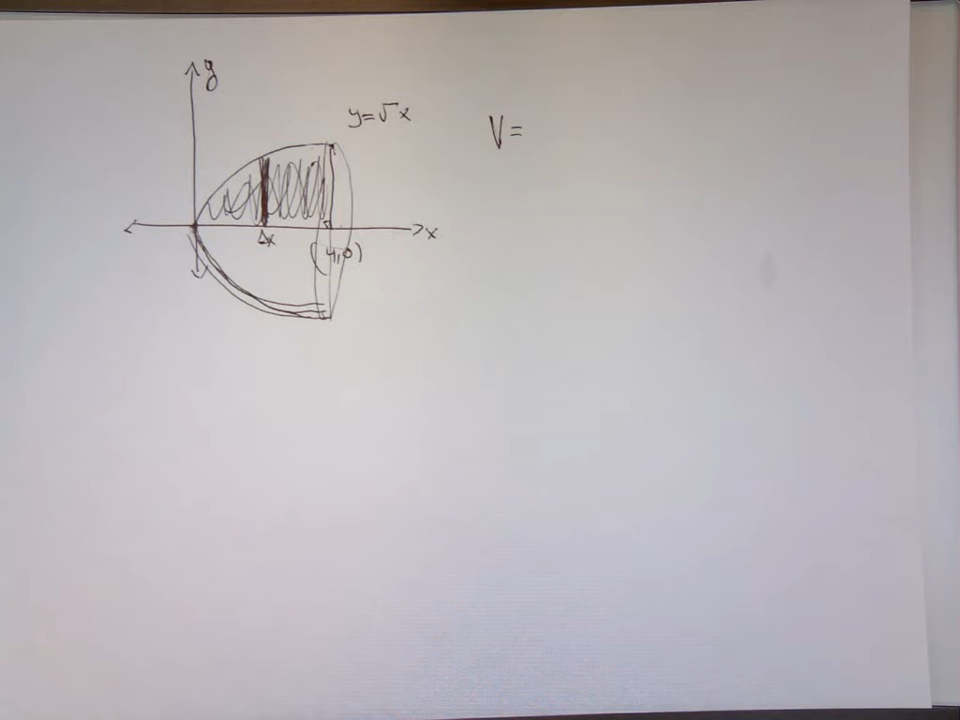 y
y=√x
V=
x
Δx
(4,0)